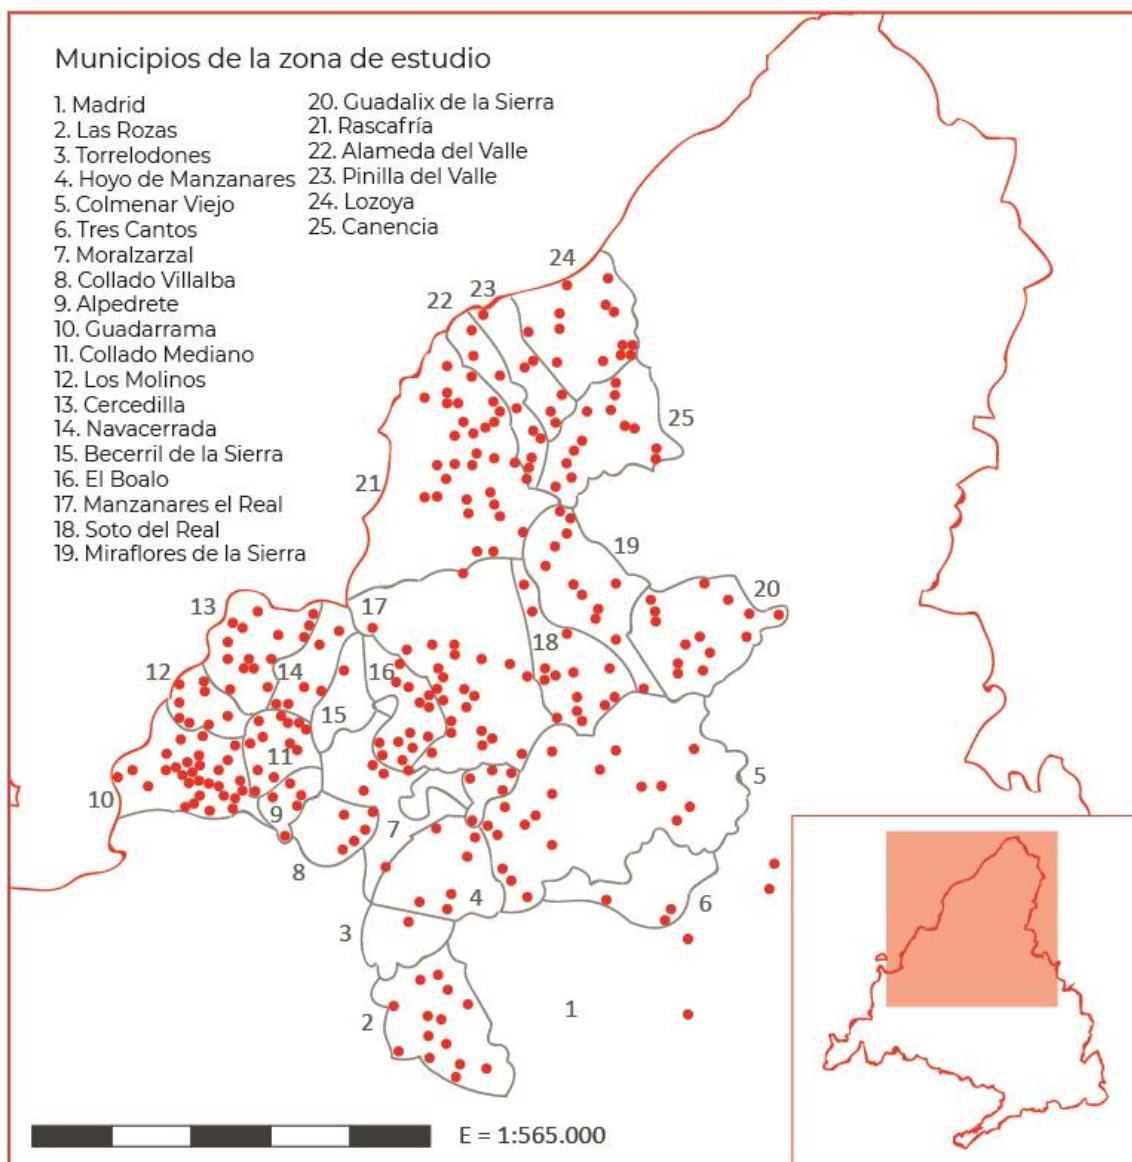 Municipios de la zona de estudio
1. Madrid
2. Las Rozas
3. Torrelodones
4. Hoyo de Manzanares
5. Colmenar Viejo
6. Tres Cantos
7. Moralzarzal
8. Collado Villalba
9. Alpedrete
10. Guadarrama
11. Collado Mediano
12. Los Molinos
13. Cercedilla
14. Navacerrada
15. Becerril de la Sierra
16. El Boalo
17. Manzanares el Real
18. Soto del Real
19. Miraflores de la Sierra
20. Guadalix de la Sierra
21. Rascafría
22. Alameda del Valle
23. Pinilla del Valle
24. Lozoya
25. Canencia
24
23
22
25
21
19
20
13
17
18
12
14
16
15
11
5
10
9
7
8
4
6
3
2
1
E = 1:565.000